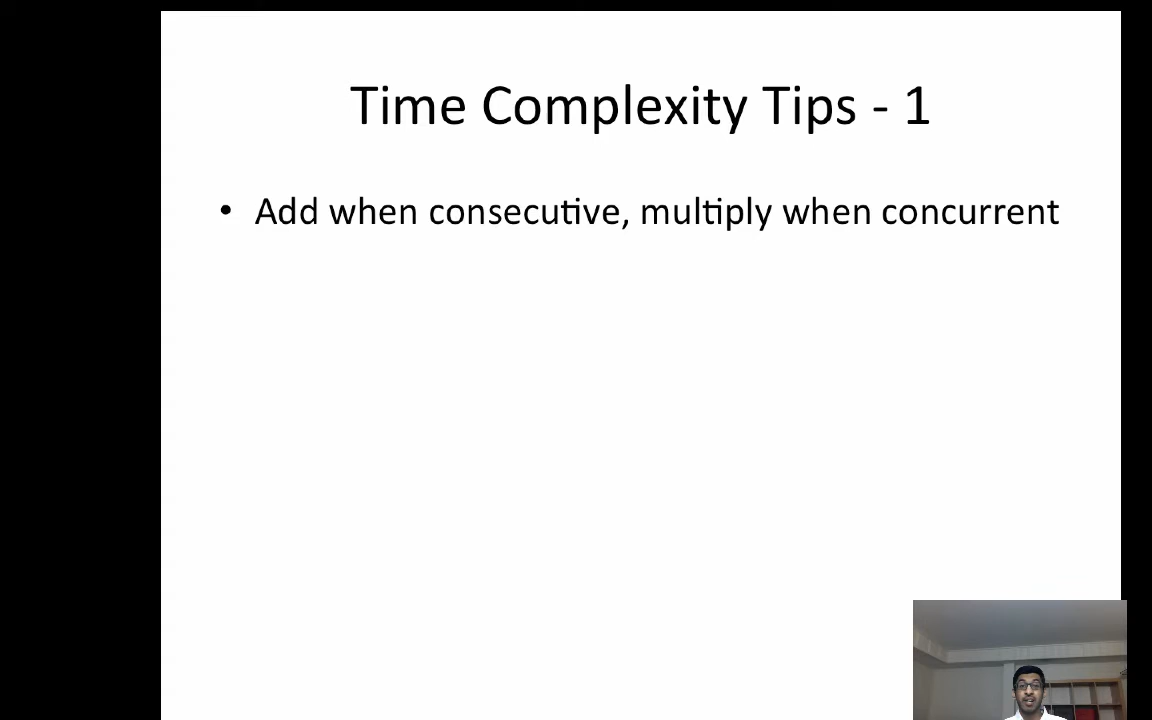 Time Complexity Tips - 1
• Add when consecutive, multiply when concurrent